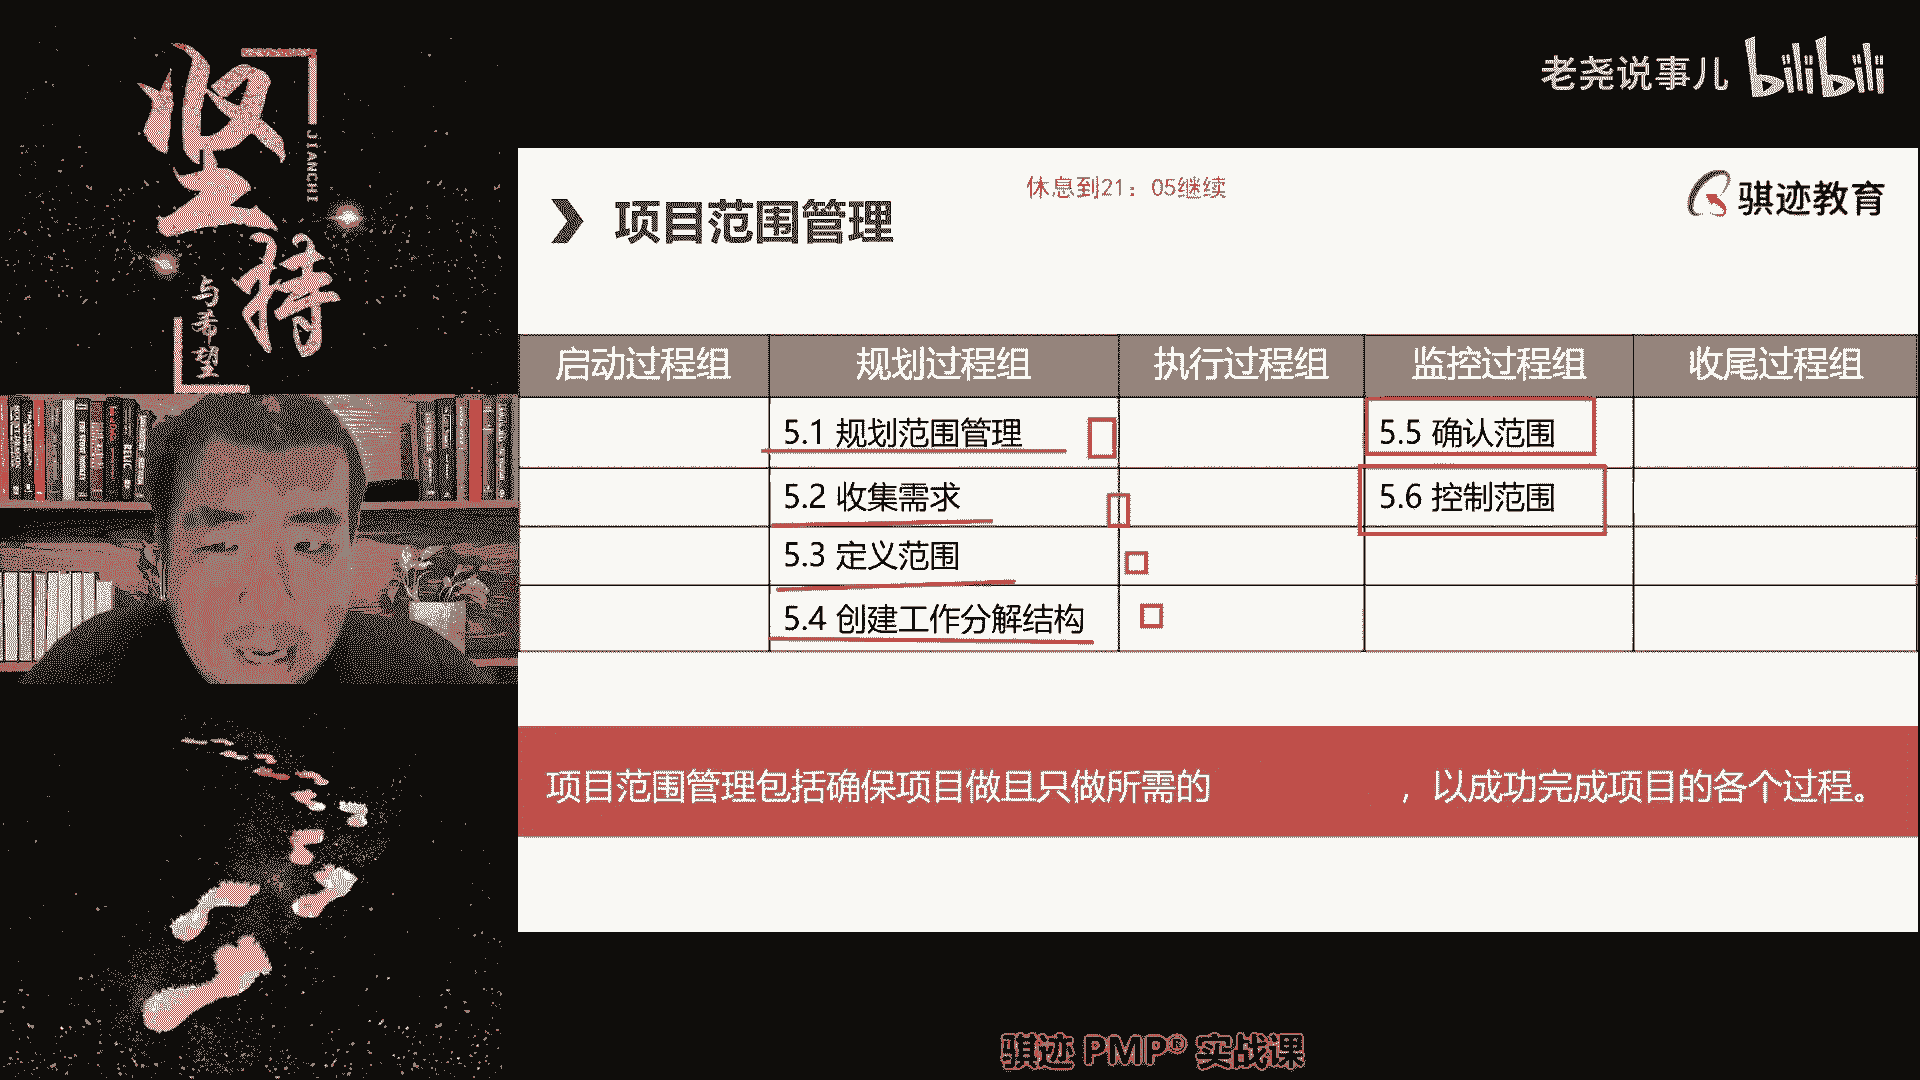 坚持
JIANCHI
与希望
老尧说事儿 bilibili
休息到21：05继续
骐迹教育
项目范围管理
启动过程组 规划过程组 执行过程组 监控过程组 收尾过程组
5.1 规划范围管理 5.5 确认范围
5.2 收集需求 5.6 控制范围
5.3 定义范围
5.4 创建工作分解结构
项目范围管理包括确保项目做且只做所需的 ，以成功完成项目的各个过程。
骐迹 PMP® 实战课